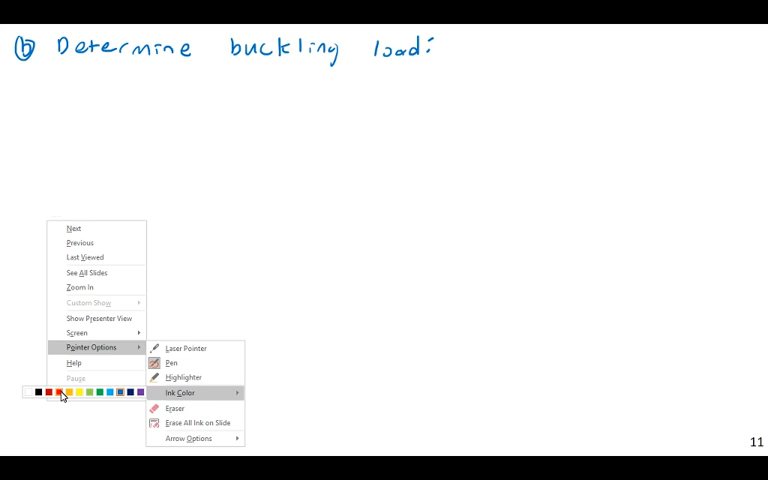 b Determine buckling load:
Next
Previous
Last Viewed
See All Slides
Zoom In
Custom Show
Show Presenter View
Screen
Pointer Options
Help
Pause
Laser Pointer
Pen
Highlighter
Ink Color
Eraser
Erase All Ink on Slide
Arrow Options
11